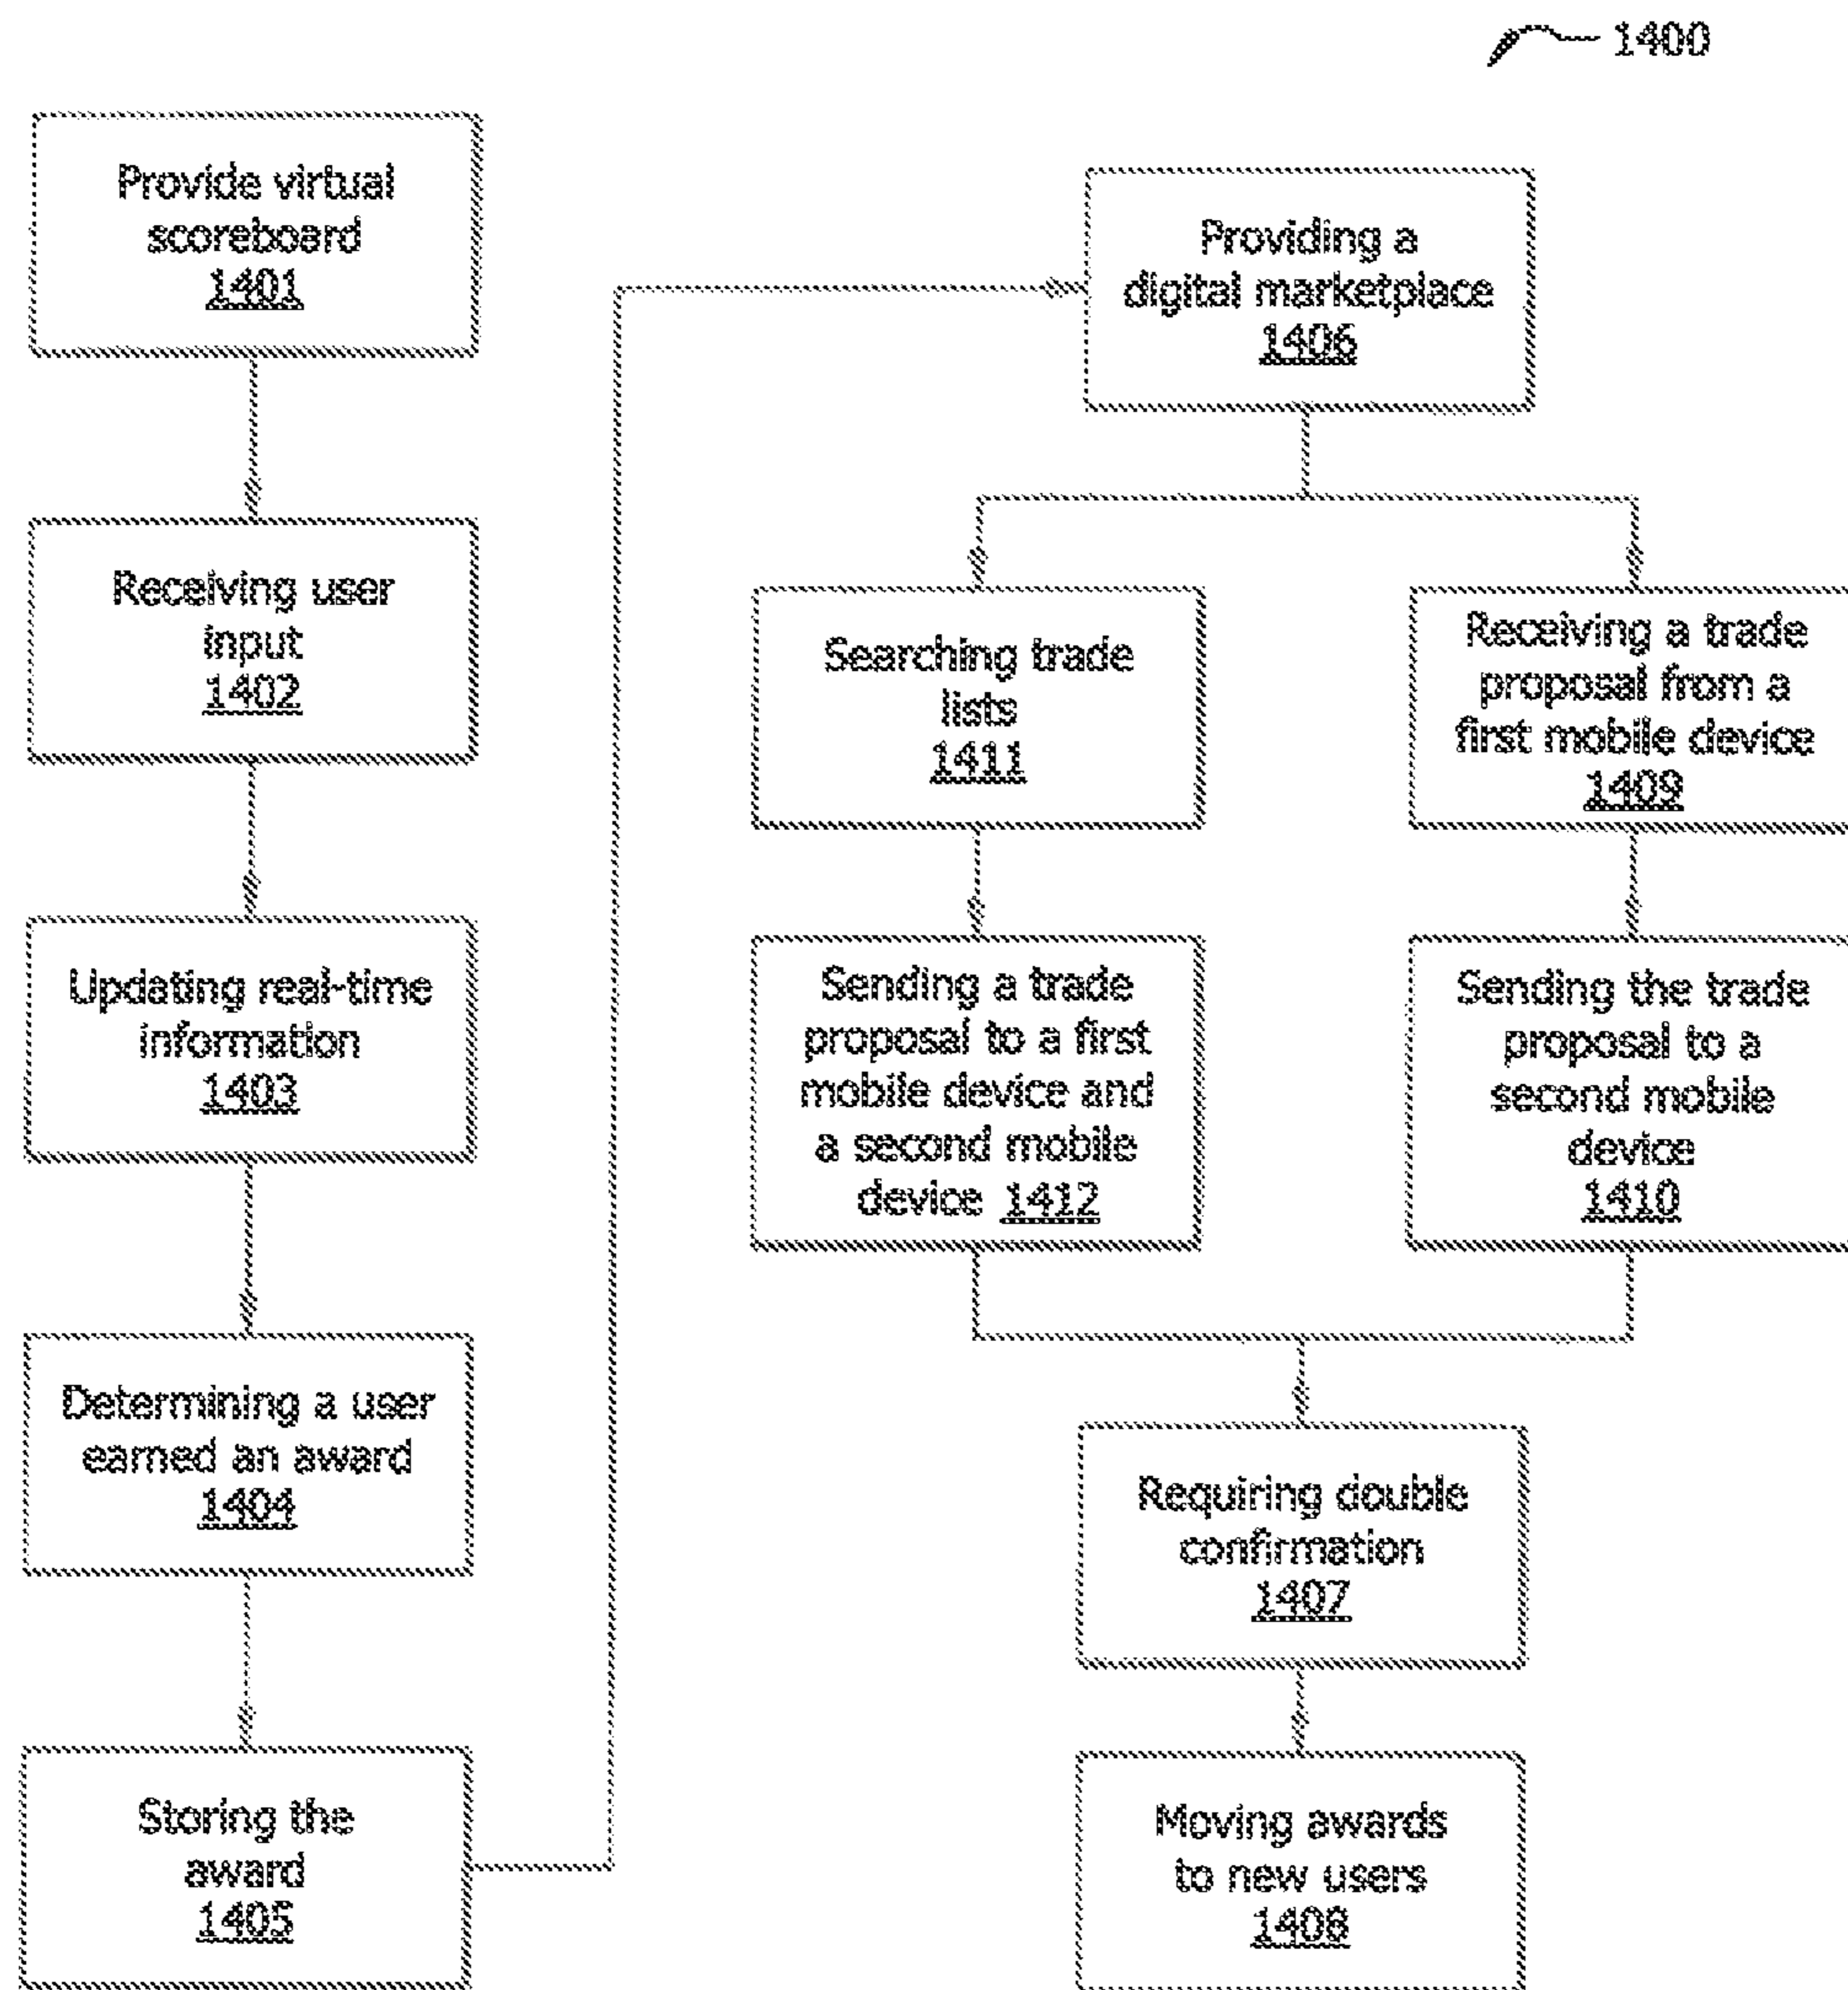 1400
Provide virtual
scoreboard
1401
Receiving user
input
1402
Updating real-time
information
1403
Determining a user
earned an award
1404
Storing the
award
1405
Providing a
digital marketplace
1406
Searching trade
lists
1411
Sending a trade
proposal to a first
mobile device and
a second mobile
device 1412
Receiving a trade
proposal from a
first mobile device
1409
Sending the trade
proposal to a
second mobile
device
1410
Requiring double
confirmation
1407
Moving awards
to new users
1408